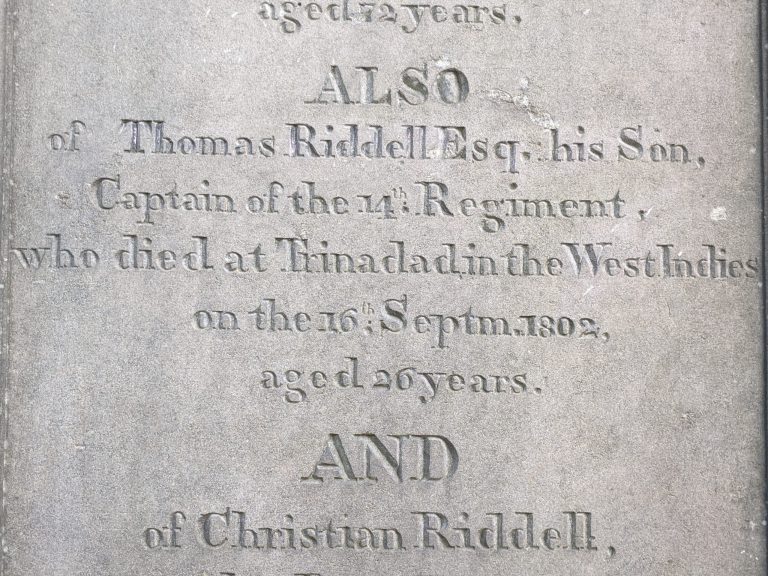 aged 72 years.
ALSO
of Thomas Riddell Esq. his Son,
Captain of the 14th Regiment,
who died at Trinadad, in the West Indies
on the 16th Septm. 1802,
aged 26 years.
AND
of Christian Riddell,